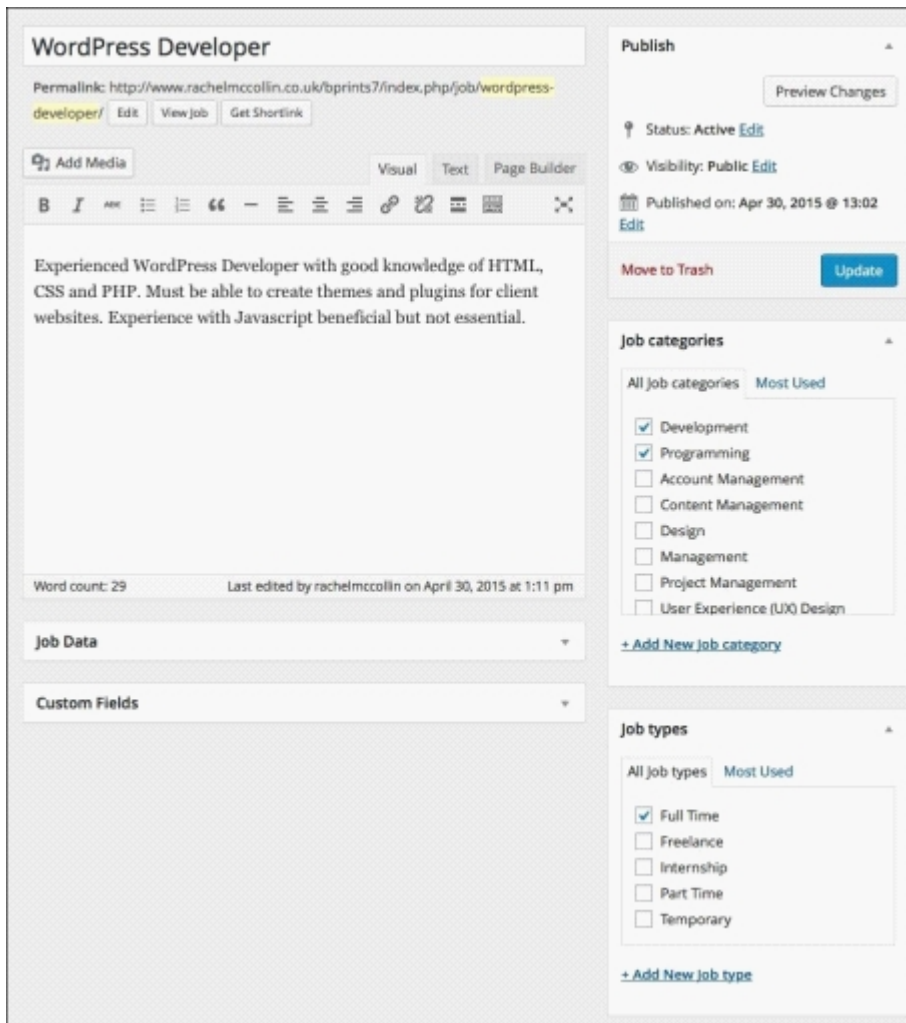 WordPress Developer
Permalink: http://www.rachelmccollin.co.uk/bprints7/index.php/job/wordpress-
developer/ Edit View Job Get Shortlink
Add Media
Visual Text Page Builder
B I ABC
Experienced WordPress Developer with good knowledge of HTML,
CSS and PHP. Must be able to create themes and plugins for client
websites. Experience with Javascript beneficial but not essential.
Word count: 29 Last edited by rachelmccollin on April 30, 2015 at 1:11 pm
Job Data
Custom Fields
Publish
Preview Changes
Status: Active Edit
Visibility: Public Edit
Published on: Apr 30, 2015 @ 13:02
Edit
Move to Trash Update
Job categories
All Job categories Most Used
Development
Programming
Account Management
Content Management
Design
Management
Project Management
User Experience (UX) Design
+ Add New Job category
Job types
All Job types Most Used
Full Time
Freelance
Internship
Part Time
Temporary
+ Add New Job type